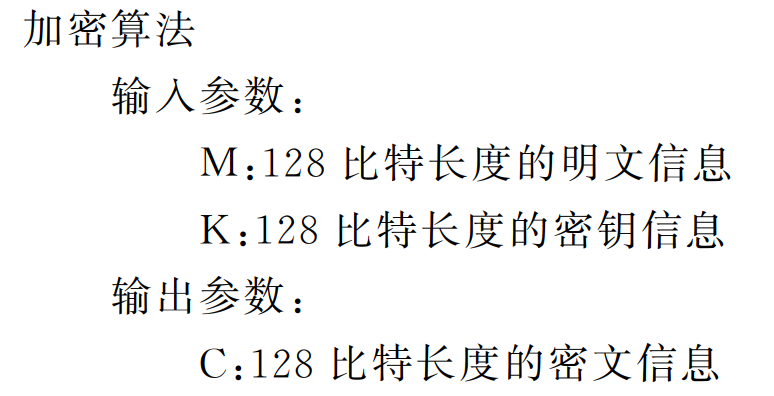 加密算法
输入参数:
M:128 比特长度的明文信息
K:128 比特长度的密钥信息
输出参数:
C:128 比特长度的密文信息